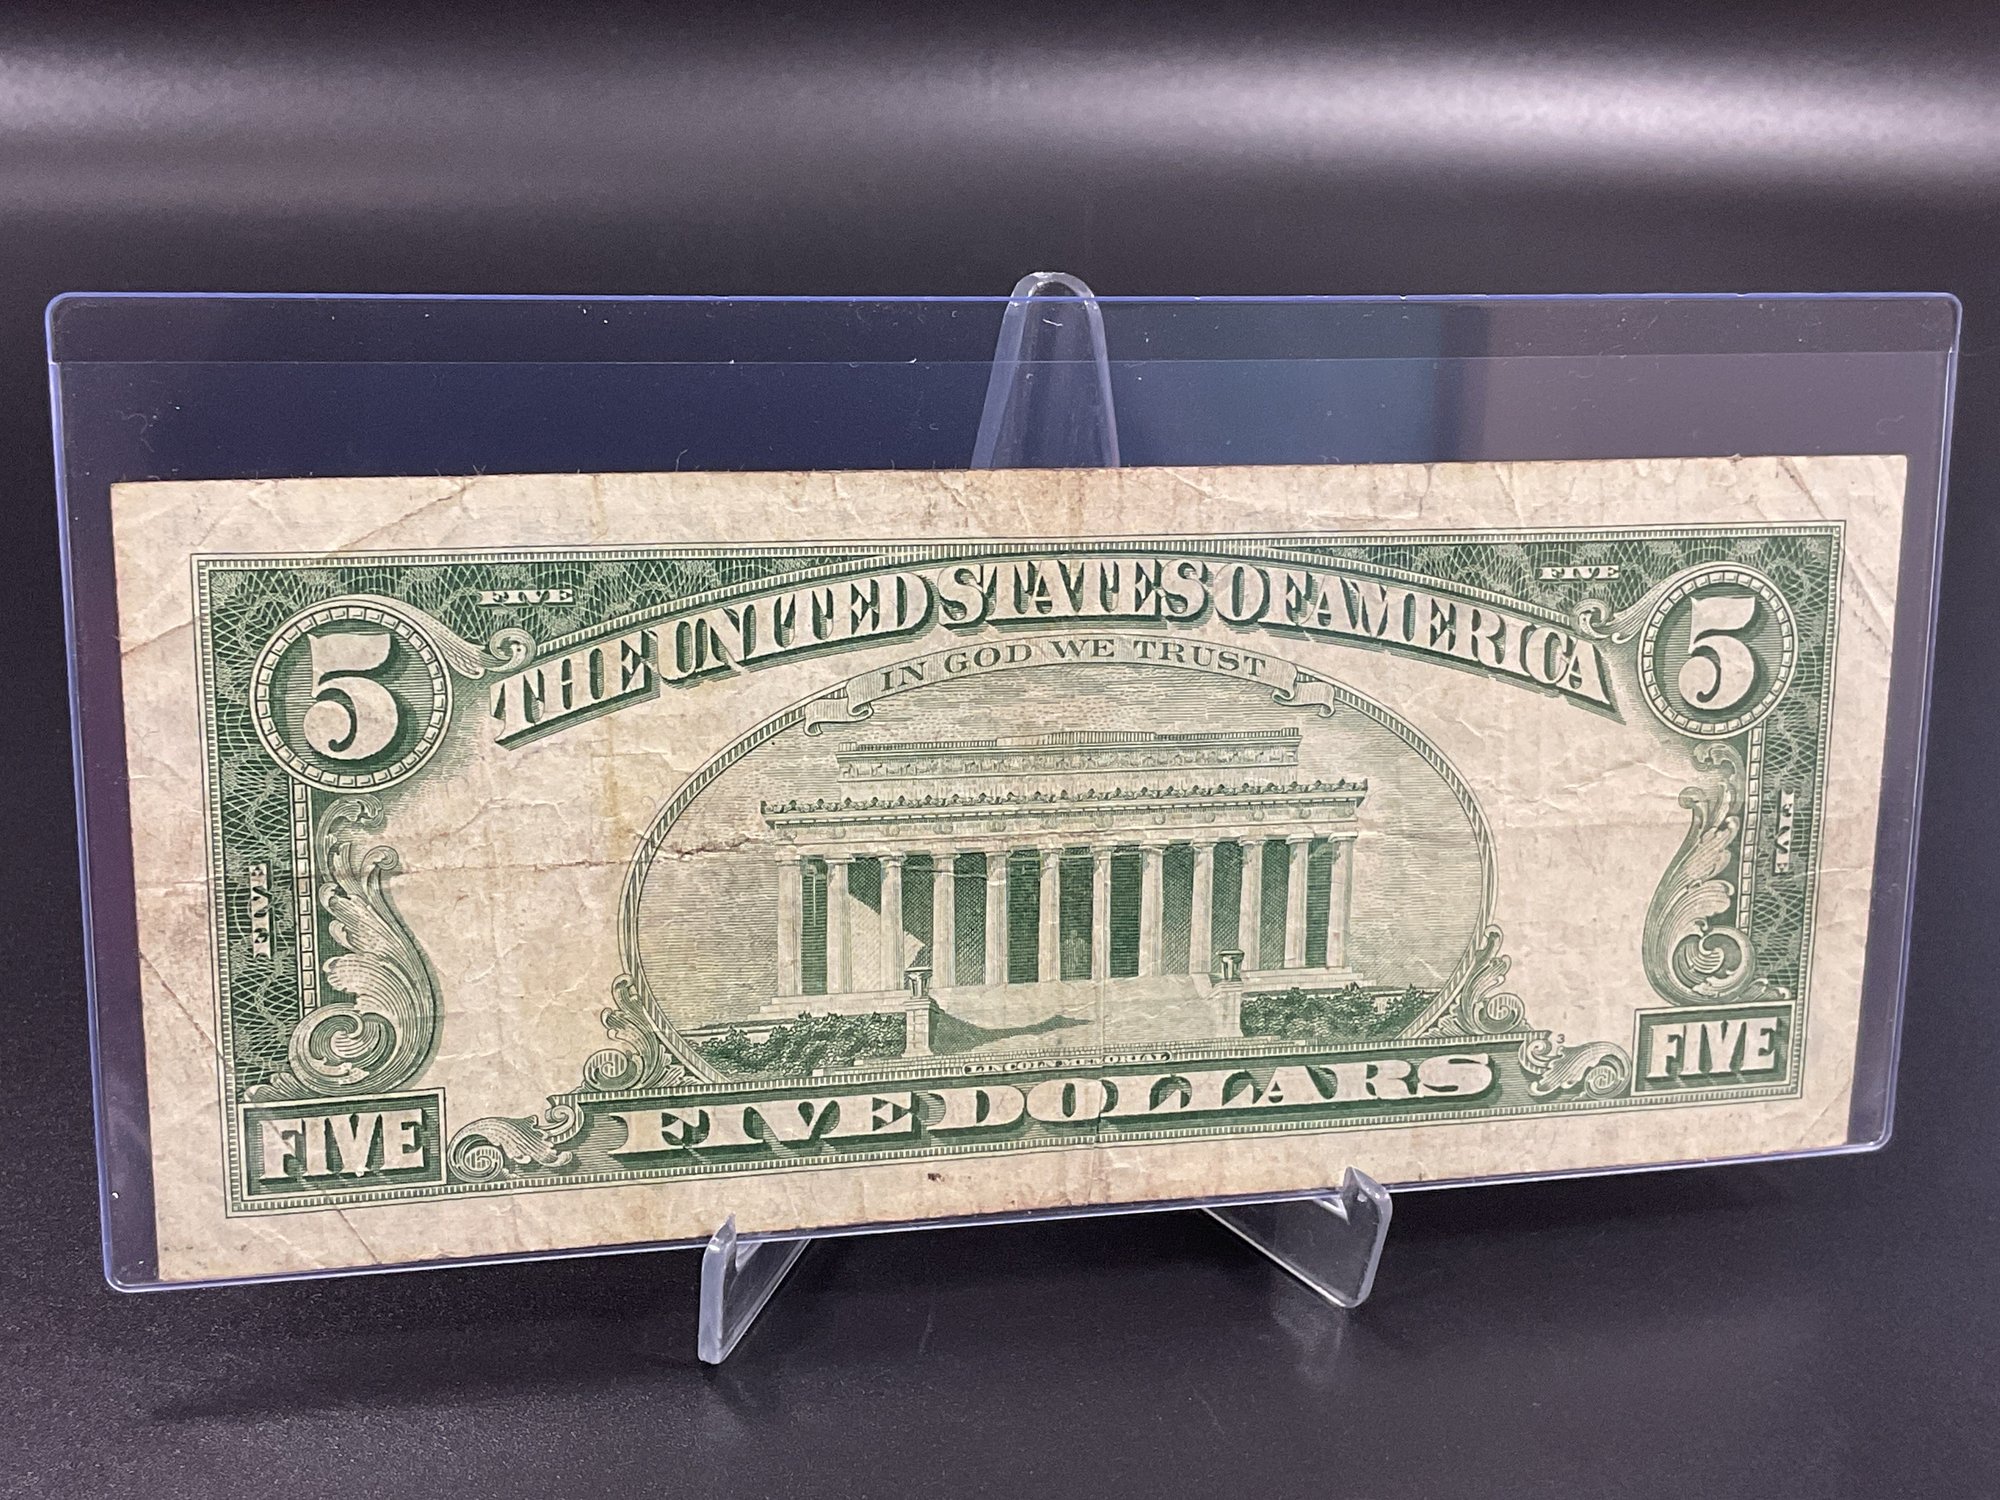 FIVE FIVE
5 THE UNITED STATES OF AMERICA 5
IN GOD WE TRUST
FIVE FIVE
LINCOLN MEMORIAL
FIVE FIVE DOLLARS FIVE